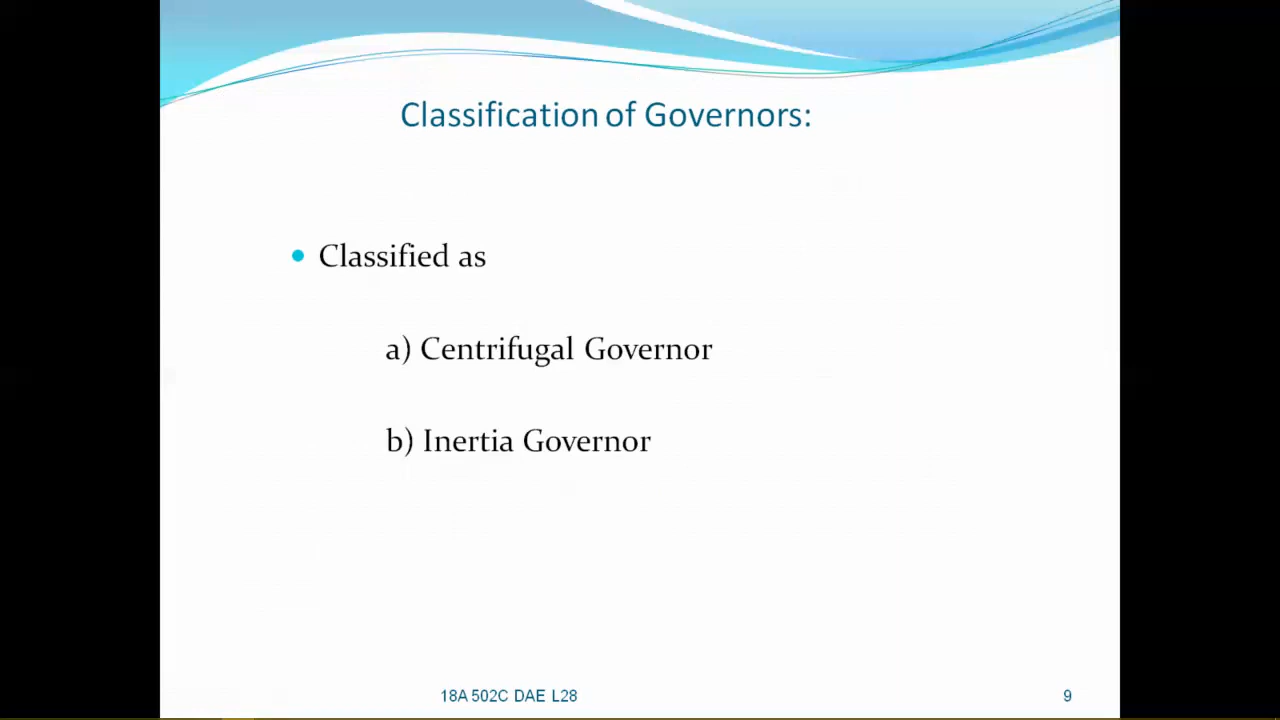 Classification of Governors:
• Classified as
a) Centrifugal Governor
b) Inertia Governor
18A 502C DAE L28
9